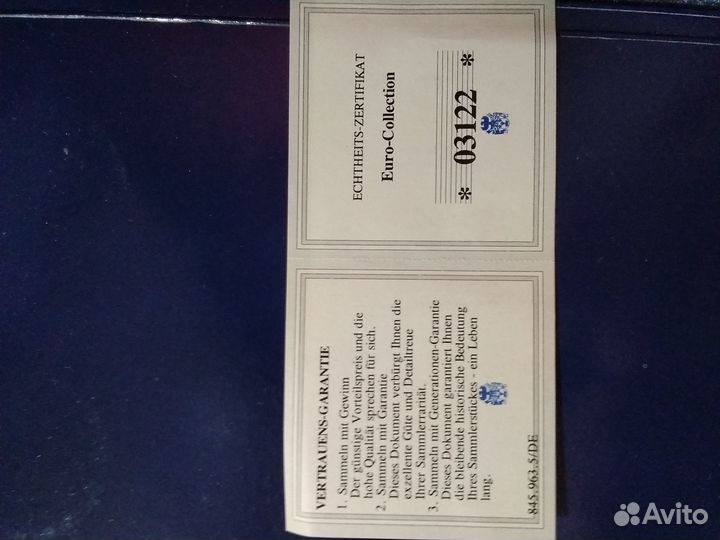 VERTRAUENS-GARANTIE
1. Sammeln mit Gewinn
Der günstige Vorteilspreis und die
hohe Qualität sprechen für sich.
2. Sammeln mit Garantie
Dieses Dokument verbürgt Ihnen die
exzellente Güte und Detailtreue
Ihrer Sammlerrarität.
3. Sammeln mit Generationen-Garantie
Dieses Dokument garantiert Ihnen
die bleibende historische Bedeutung
Ihres Sammlerstückes - ein Leben
lang.
845.963.5/DE
ECHTHEITS-ZERTIFIKAT
Euro-Collection
* 03122 *
Avito